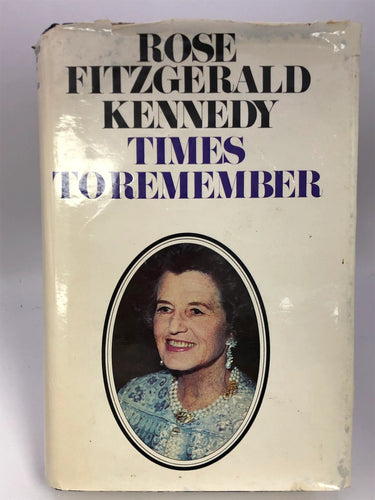 ROSE
FITZGERALD
KENNEDY
TIMES
TO REMEMBER